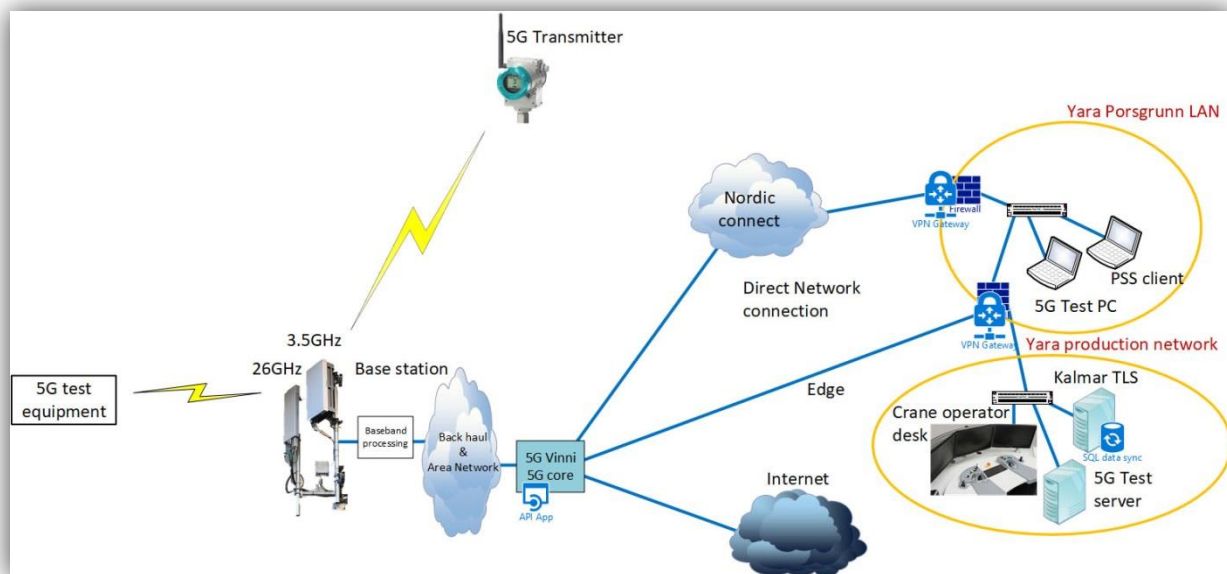 5G Transmitter
Yara Porsgrunn LAN
Nordic
connect
Firewall
VPN Gateway
PSS client
Direct Network
connection
5G Test PC
3.5GHz
VPN Gateway
Yara production network
26GHz
Base station
5G test
equipment
Edge
Kalmar TLS
Baseband
processing
Back haul
&
Area Network
Crane operator
desk
5G Vinni
5G core
SQL data sync
API App
Internet
5G Test
server